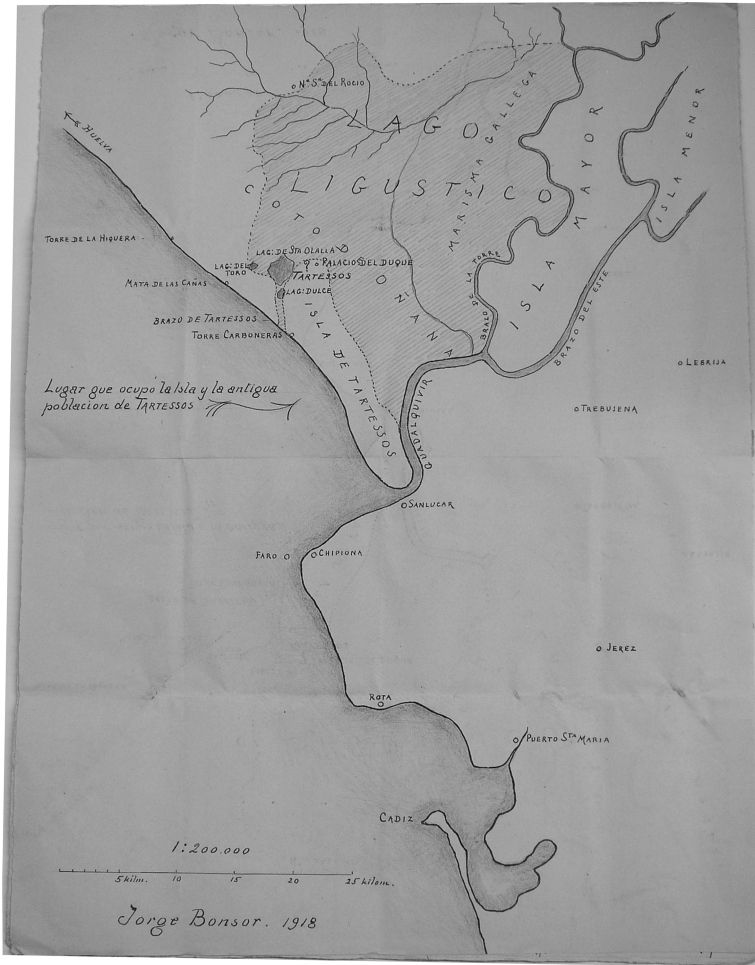 Nª Sª DEL ROCIO
HUELVA
LAGO
LIGUSTICO
MARISMA GALLEGA
ISLA MAYOR
ISLA MENOR
COTO
OÑANA
TORRE DE LA HIGUERA
LAG: DE STA OLALLA
LAG: DEL
TORO
PALACIO DEL DUQUE
TARTESSOS
LAG: DULCE
MATA DE LAS CAÑAS
BRAZO DE TARTESSOS
TORRE CARBONERAS
ISLA DE TARTESSOS
BRAZO DE LA TORRE
BRAZO DEL ESTE
GUADALQUIVIR
LEBRIJA
TREBUJENA
Lugar que ocupó la Isla y la antigua
poblacion de TARTESSOS
SANLUCAR
FARO
CHIPIONA
JEREZ
ROTA
PUERTO STA MARIA
CADIZ
1:200.000
5 kilm. 10 15 20 25 kilom.
Jorge Bonsor. 1918